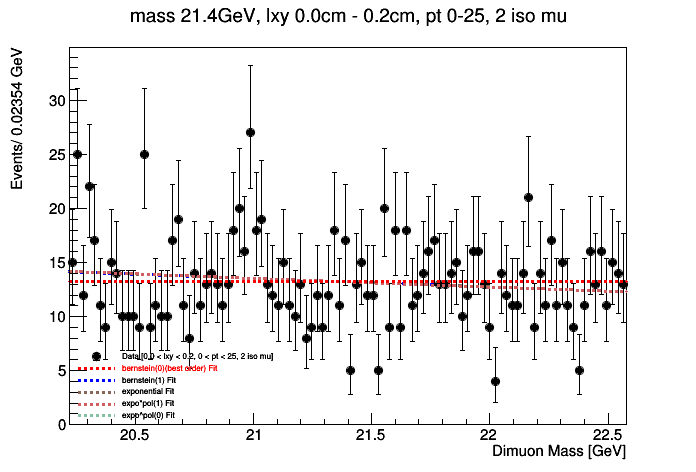 mass 21.4GeV, lxy 0.0cm - 0.2cm, pt 0-25, 2 iso mu
Events/ 0.02354 GeV
30
25
20
15
10
5
0
Data[0.0 < lxy < 0.2, 0 < pt < 25, 2 iso mu]
bernstein(0)(best order) Fit
bernstein(1) Fit
exponential Fit
expo*pol(1) Fit
expp^pol(0) Fit
20.5 21 21.5 22 22.5
Dimuon Mass [GeV]